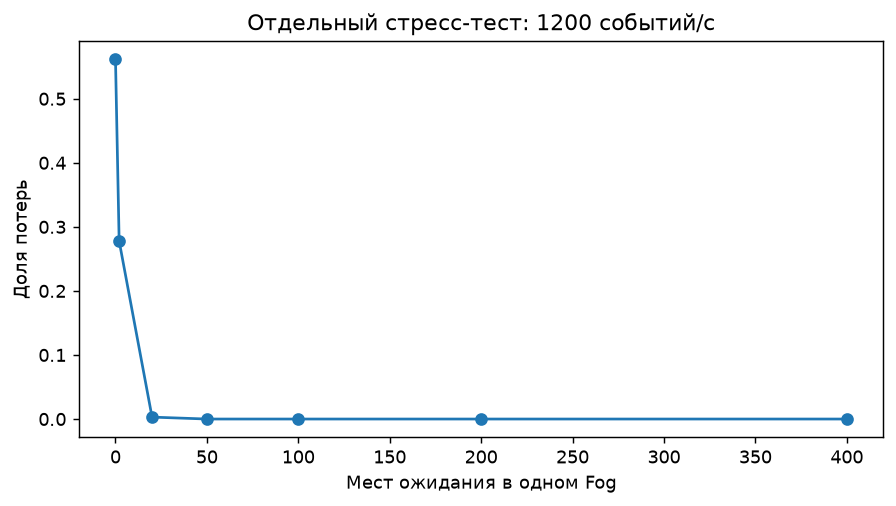 Отдельный стресс-тест: 1200 событий/с
Доля потерь
0.5
0.4
0.3
0.2
0.1
0.0
0 50 100 150 200 250 300 350 400
Мест ожидания в одном Fog